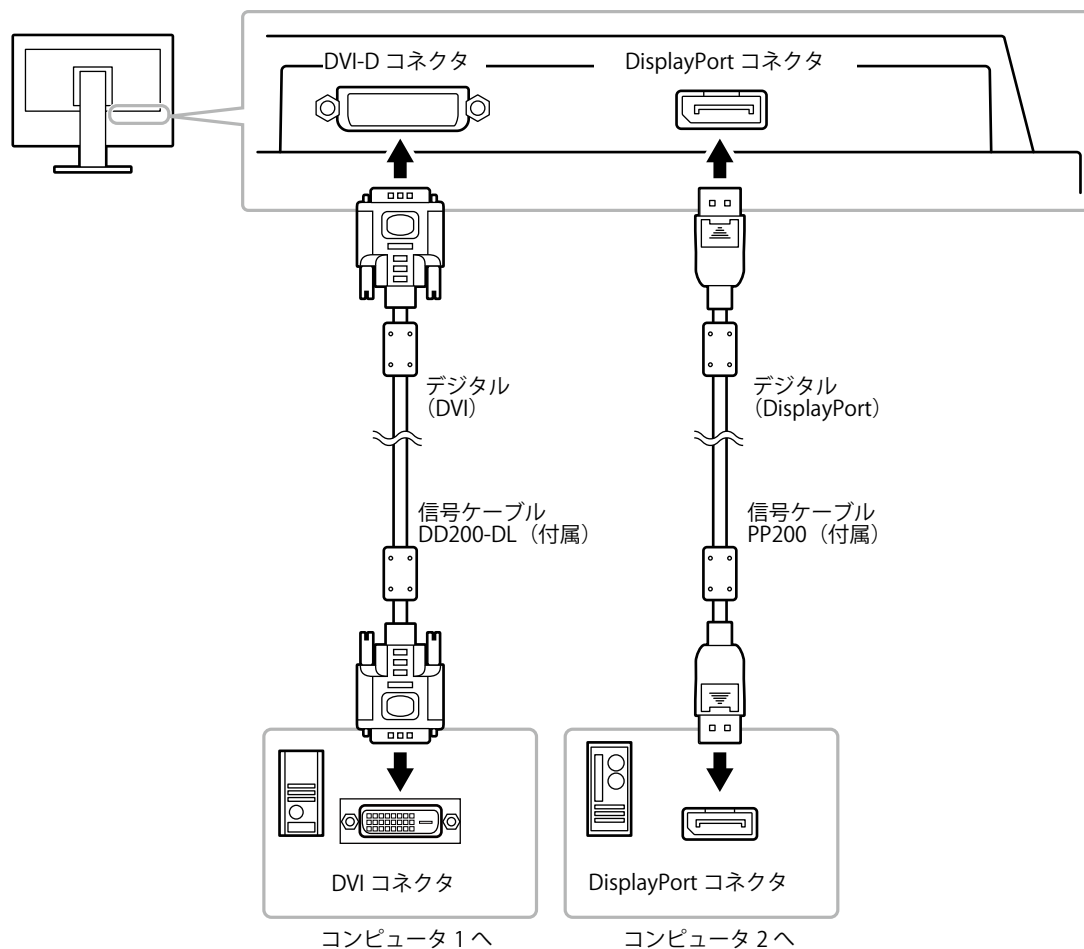 DVI-D コネクタ
DisplayPort コネクタ
デジタル
（DVI）
デジタル
（DisplayPort）
信号ケーブル
DD200-DL（付属）
信号ケーブル
PP200（付属）
DVI コネクタ
DisplayPort コネクタ
コンピュータ 1 へ
コンピュータ 2 へ